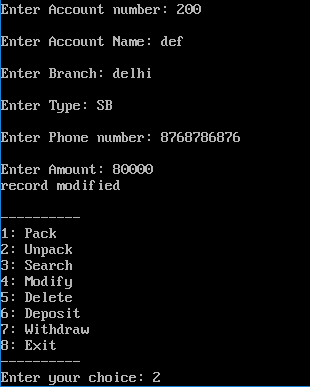 Enter Account number: 200
Enter Account Name: def
Enter Branch: delhi
Enter Type: SB
Enter Phone number: 8768786876
Enter Amount: 80000
record modified
----------
1: Pack
2: Unpack
3: Search
4: Modify
5: Delete
6: Deposit
7: Withdraw
8: Exit
----------
Enter your choice: 2